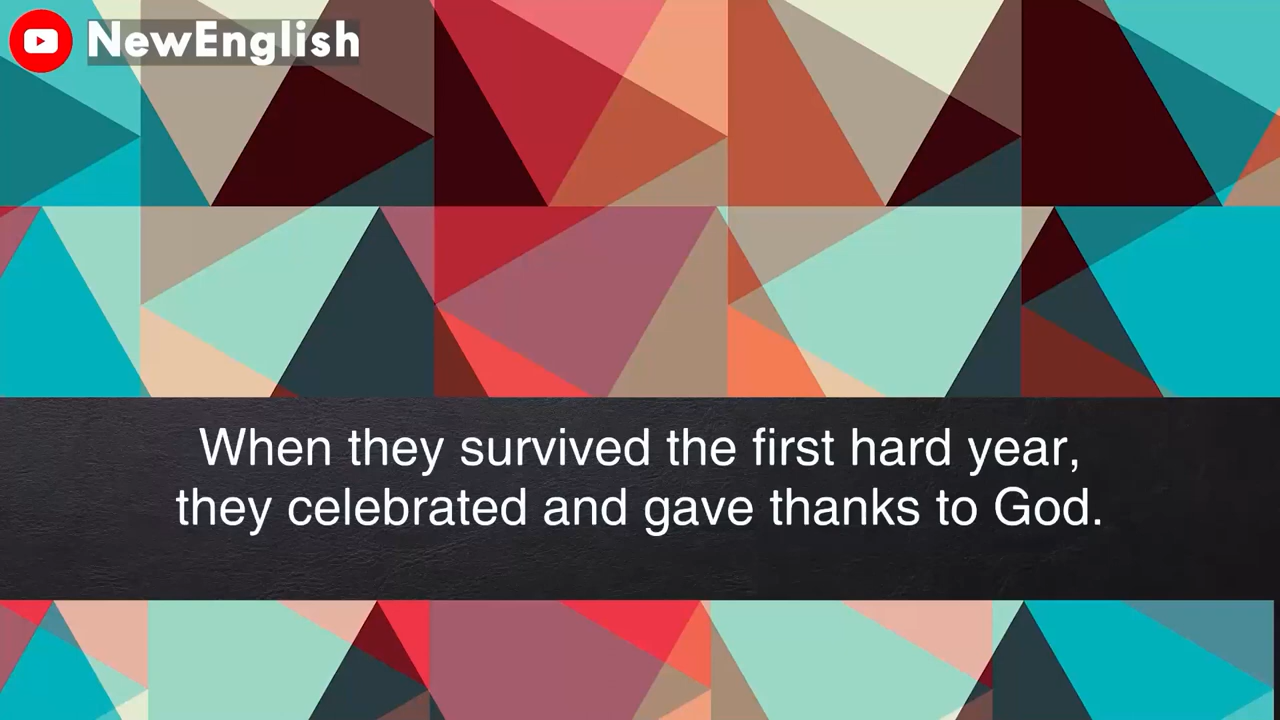 NewEnglish
When they survived the first hard year,
they celebrated and gave thanks to God.